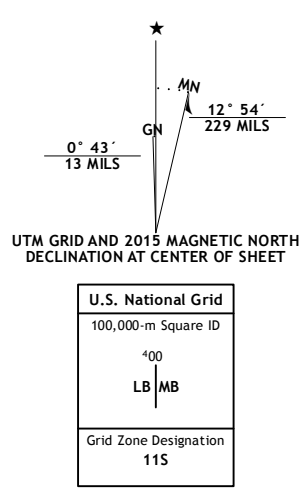 ★
MN
12° 54´
229 MILS
GN
0° 43´
13 MILS
UTM GRID AND 2015 MAGNETIC NORTH
DECLINATION AT CENTER OF SHEET
U.S. National Grid
100,000-m Square ID
⁴00
LB MB
Grid Zone Designation
11S